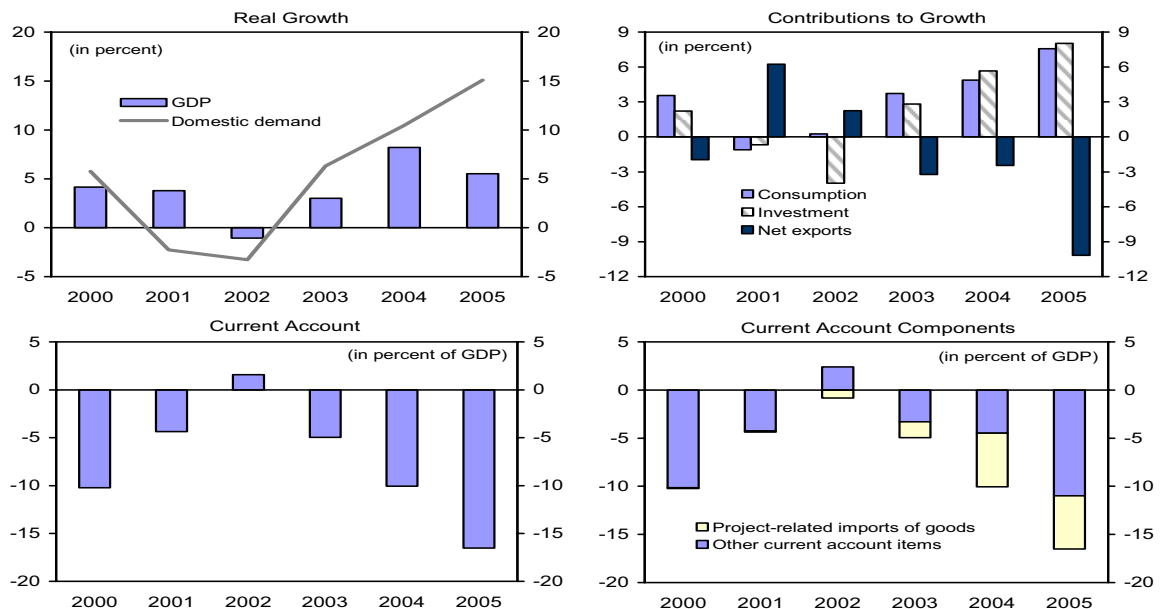 Real Growth
20
15
10
5
0
-5
20
15
10
5
0
-5
(in percent)
GDP
Domestic demand
2000 2001 2002 2003 2004 2005
Contributions to Growth
9
6
3
0
-3
-6
-9
-12
9
6
3
0
-3
-6
-9
-12
(in percent)
Consumption
Investment
Net exports
2000 2001 2002 2003 2004 2005
Current Account
5
0
-5
-10
-15
-20
5
0
-5
-10
-15
-20
(in percent of GDP)
2000 2001 2002 2003 2004 2005
Current Account Components
5
0
-5
-10
-15
-20
5
0
-5
-10
-15
-20
(in percent of GDP)
Project-related imports of goods
Other current account items
2000 2001 2002 2003 2004 2005